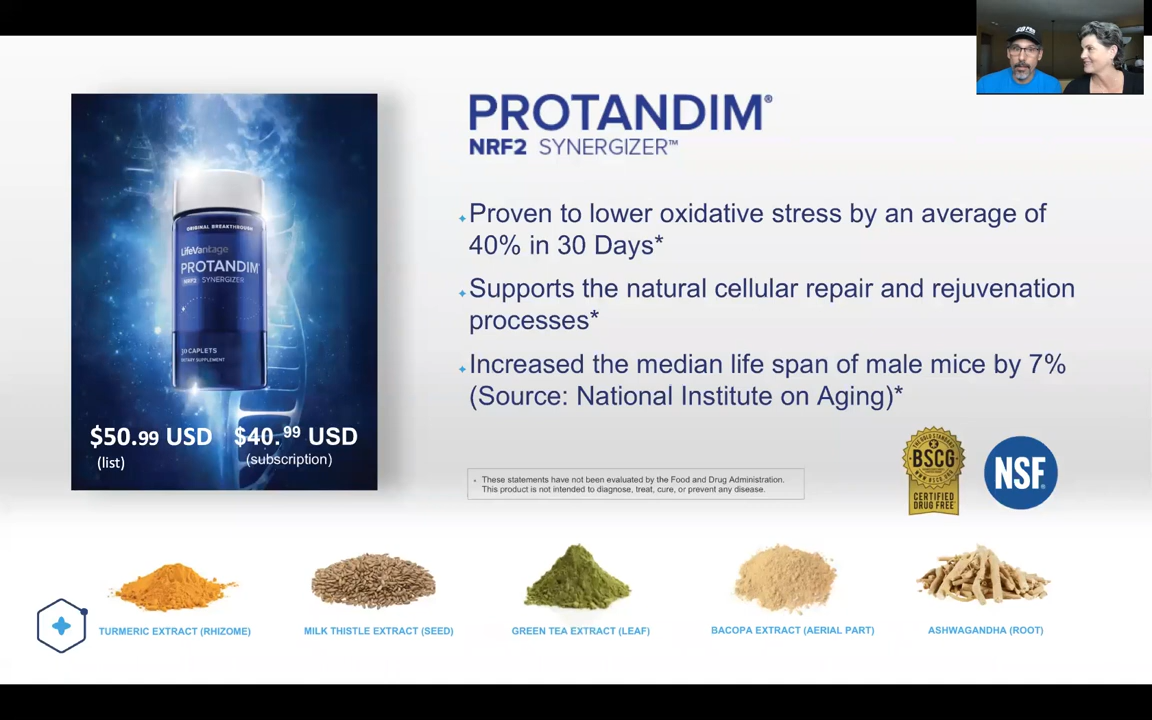 PROTANDIM®
NRF2 SYNERGIZER™
Proven to lower oxidative stress by an average of
40% in 30 Days*
Supports the natural cellular repair and rejuvenation
processes*
Increased the median life span of male mice by 7%
(Source: National Institute on Aging)*
ORIGINAL BREAKTHROUGH
LifeVantage
PROTANDIM®
NRF2 SYNERGIZER
30 CAPLETS
DIETARY SUPPLEMENT
$50.99 USD $40.99 USD
(list) (subscription)
• These statements have not been evaluated by the Food and Drug Administration.
This product is not intended to diagnose, treat, cure, or prevent any disease.
BSCG
CERTIFIED
DRUG FREE
NSF®
TURMERIC EXTRACT (RHIZOME) MILK THISTLE EXTRACT (SEED) GREEN TEA EXTRACT (LEAF) BACOPA EXTRACT (AERIAL PART) ASHWAGANDHA (ROOT)